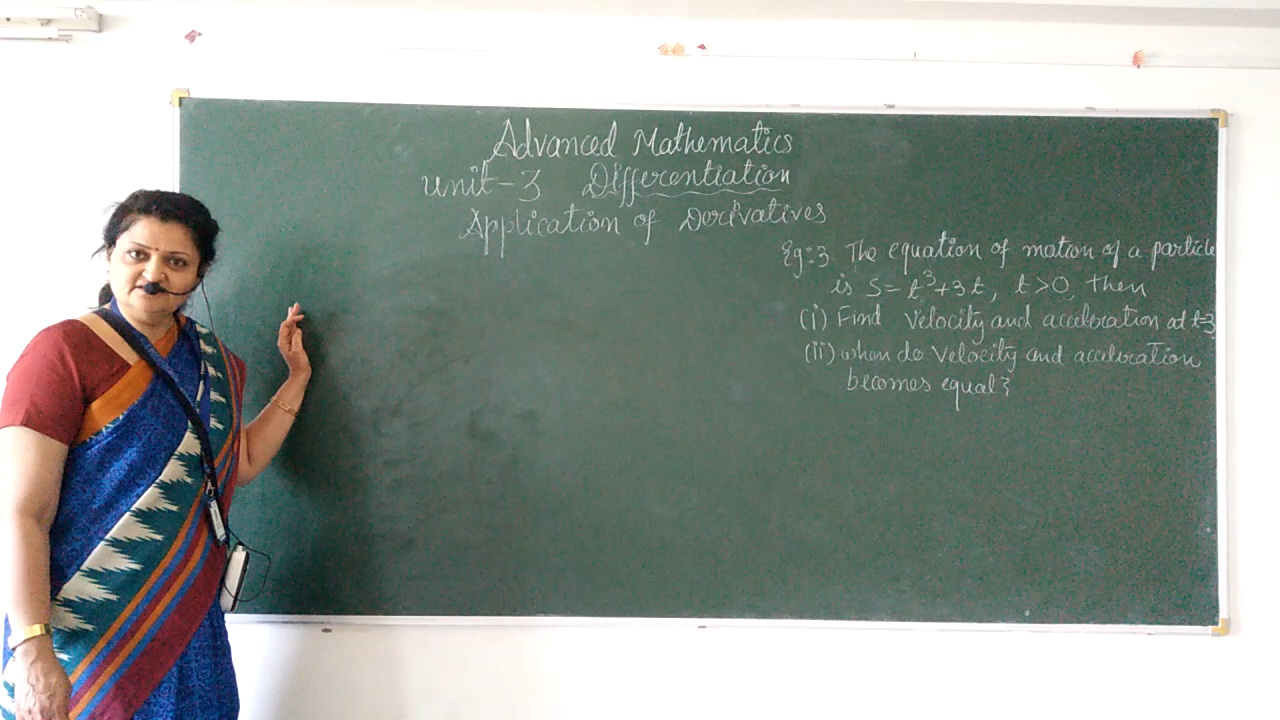 Advanced Mathematics
Unit-3 Differentiation
Application of Derivatives
Eg:3 The equation of motion of a particle
is S = t³+3t, t>0, then
(i) Find Velocity and acceleration at t=3.
(ii) when do Velocity and acceleration
becomes equal?